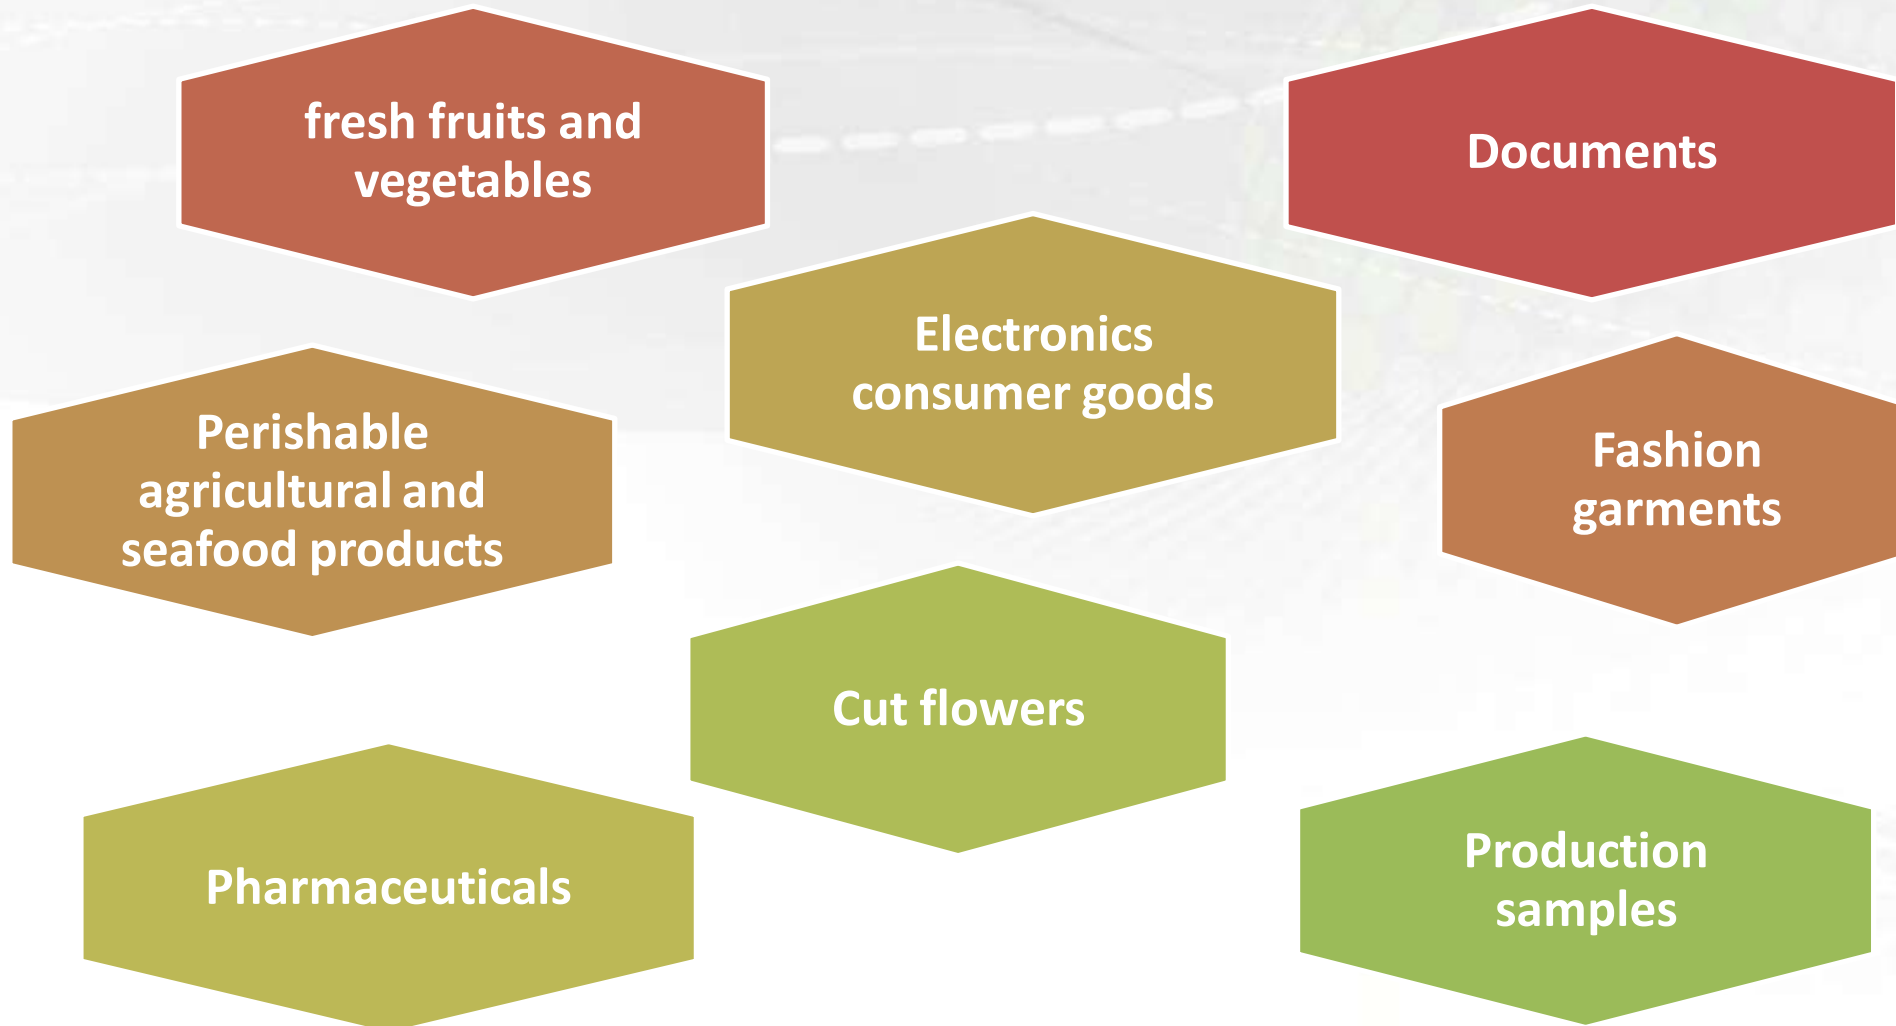 fresh fruits and
vegetables
Documents
Electronics
consumer goods
Perishable
agricultural and
seafood products
Fashion
garments
Cut flowers
Pharmaceuticals
Production
samples